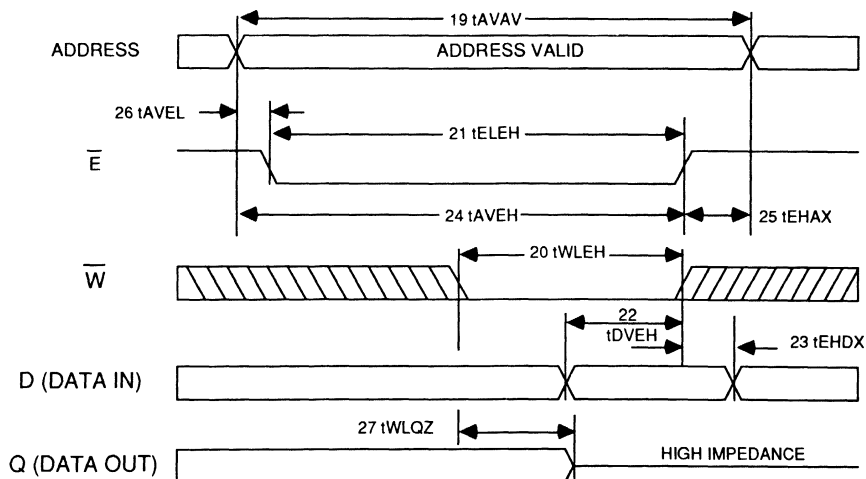 19 tAVAV
ADDRESS
ADDRESS VALID
26 tAVEL
21 tELEH
E
24 tAVEH
25 tEHAX
W
20 tWLEH
22
tDVEH
23 tEHDX
D (DATA IN)
27 tWLQZ
Q (DATA OUT)
HIGH IMPEDANCE